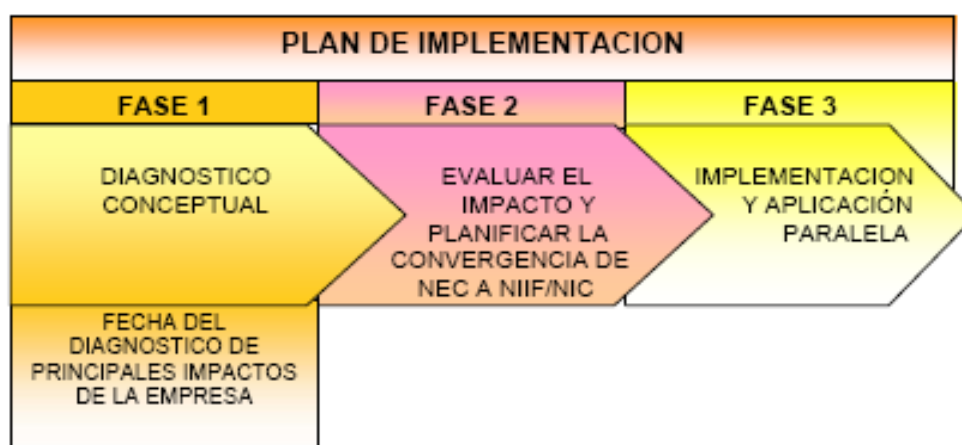 PLAN DE IMPLEMENTACION
FASE 1
FASE 2
FASE 3
DIAGNOSTICO
CONCEPTUAL
EVALUAR EL
IMPACTO Y
PLANIFICAR LA
CONVERGENCIA DE
NEC A NIIF/NIC
IMPLEMENTACION
Y APLICACIÓN
PARALELA
FECHA DEL
DIAGNOSTICO DE
PRINCIPALES IMPACTOS
DE LA EMPRESA